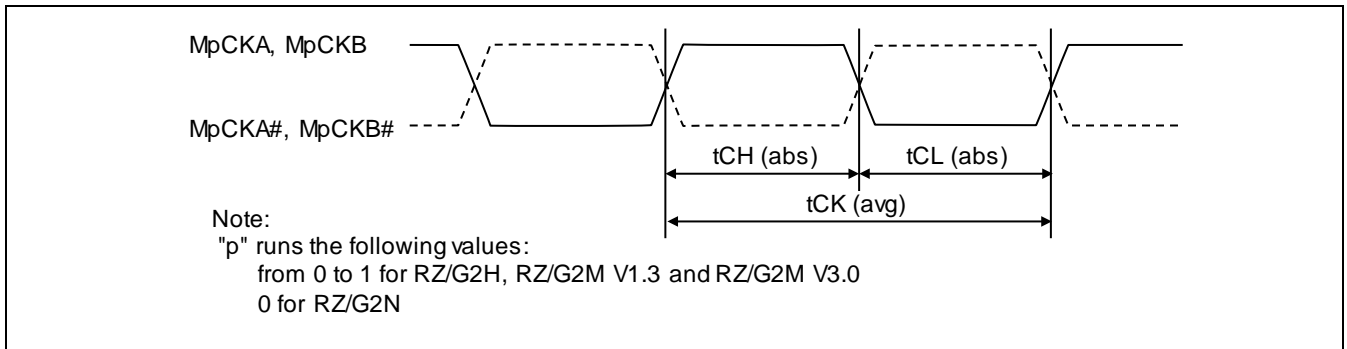 MpCKA, MpCKB
MpCKA#, MpCKB#
tCH (abs)
tCL (abs)
tCK (avg)
Note:
"p" runs the following values:
from 0 to 1 for RZ/G2H, RZ/G2M V1.3 and RZ/G2M V3.0
0 for RZ/G2N